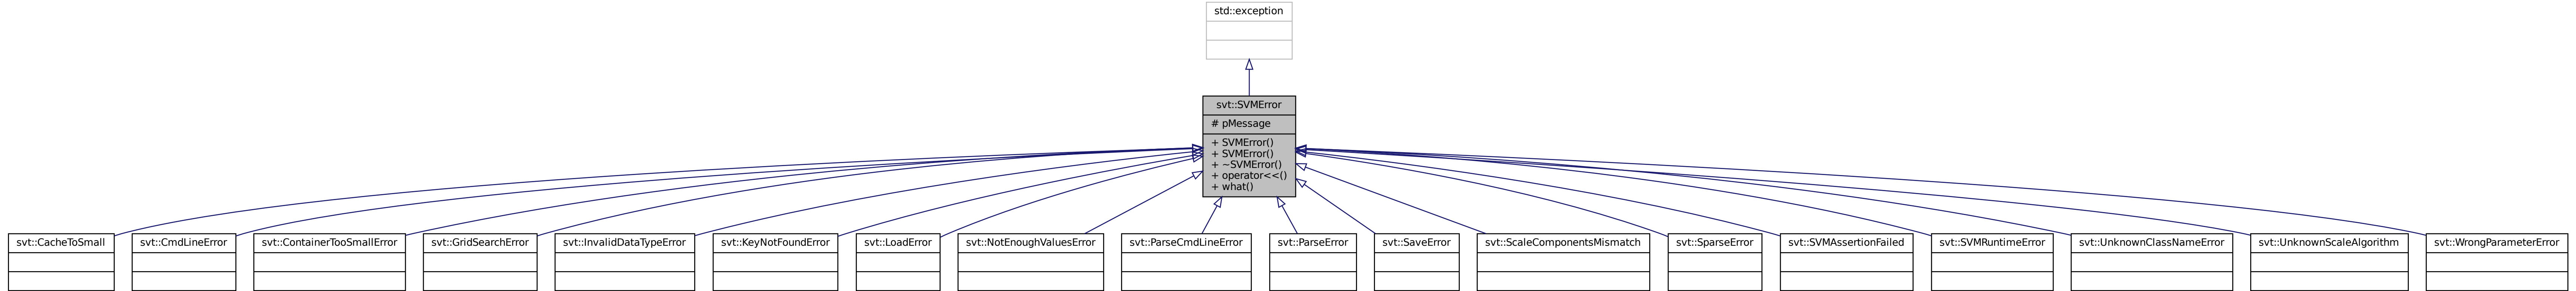 std::exception
svt::SVMError
# pMessage
+ SVMError()
+ SVMError()
+ ~SVMError()
+ operator<<()
+ what()
svt::CacheToSmall
svt::CmdLineError
svt::ContainerTooSmallError
svt::GridSearchError
svt::InvalidDataTypeError
svt::KeyNotFoundError
svt::LoadError
svt::NotEnoughValuesError
svt::ParseCmdLineError
svt::ParseError
svt::SaveError
svt::ScaleComponentsMismatch
svt::SparseError
svt::SVMAssertionFailed
svt::SVMRuntimeError
svt::UnknownClassNameError
svt::UnknownScaleAlgorithm
svt::WrongParameterError